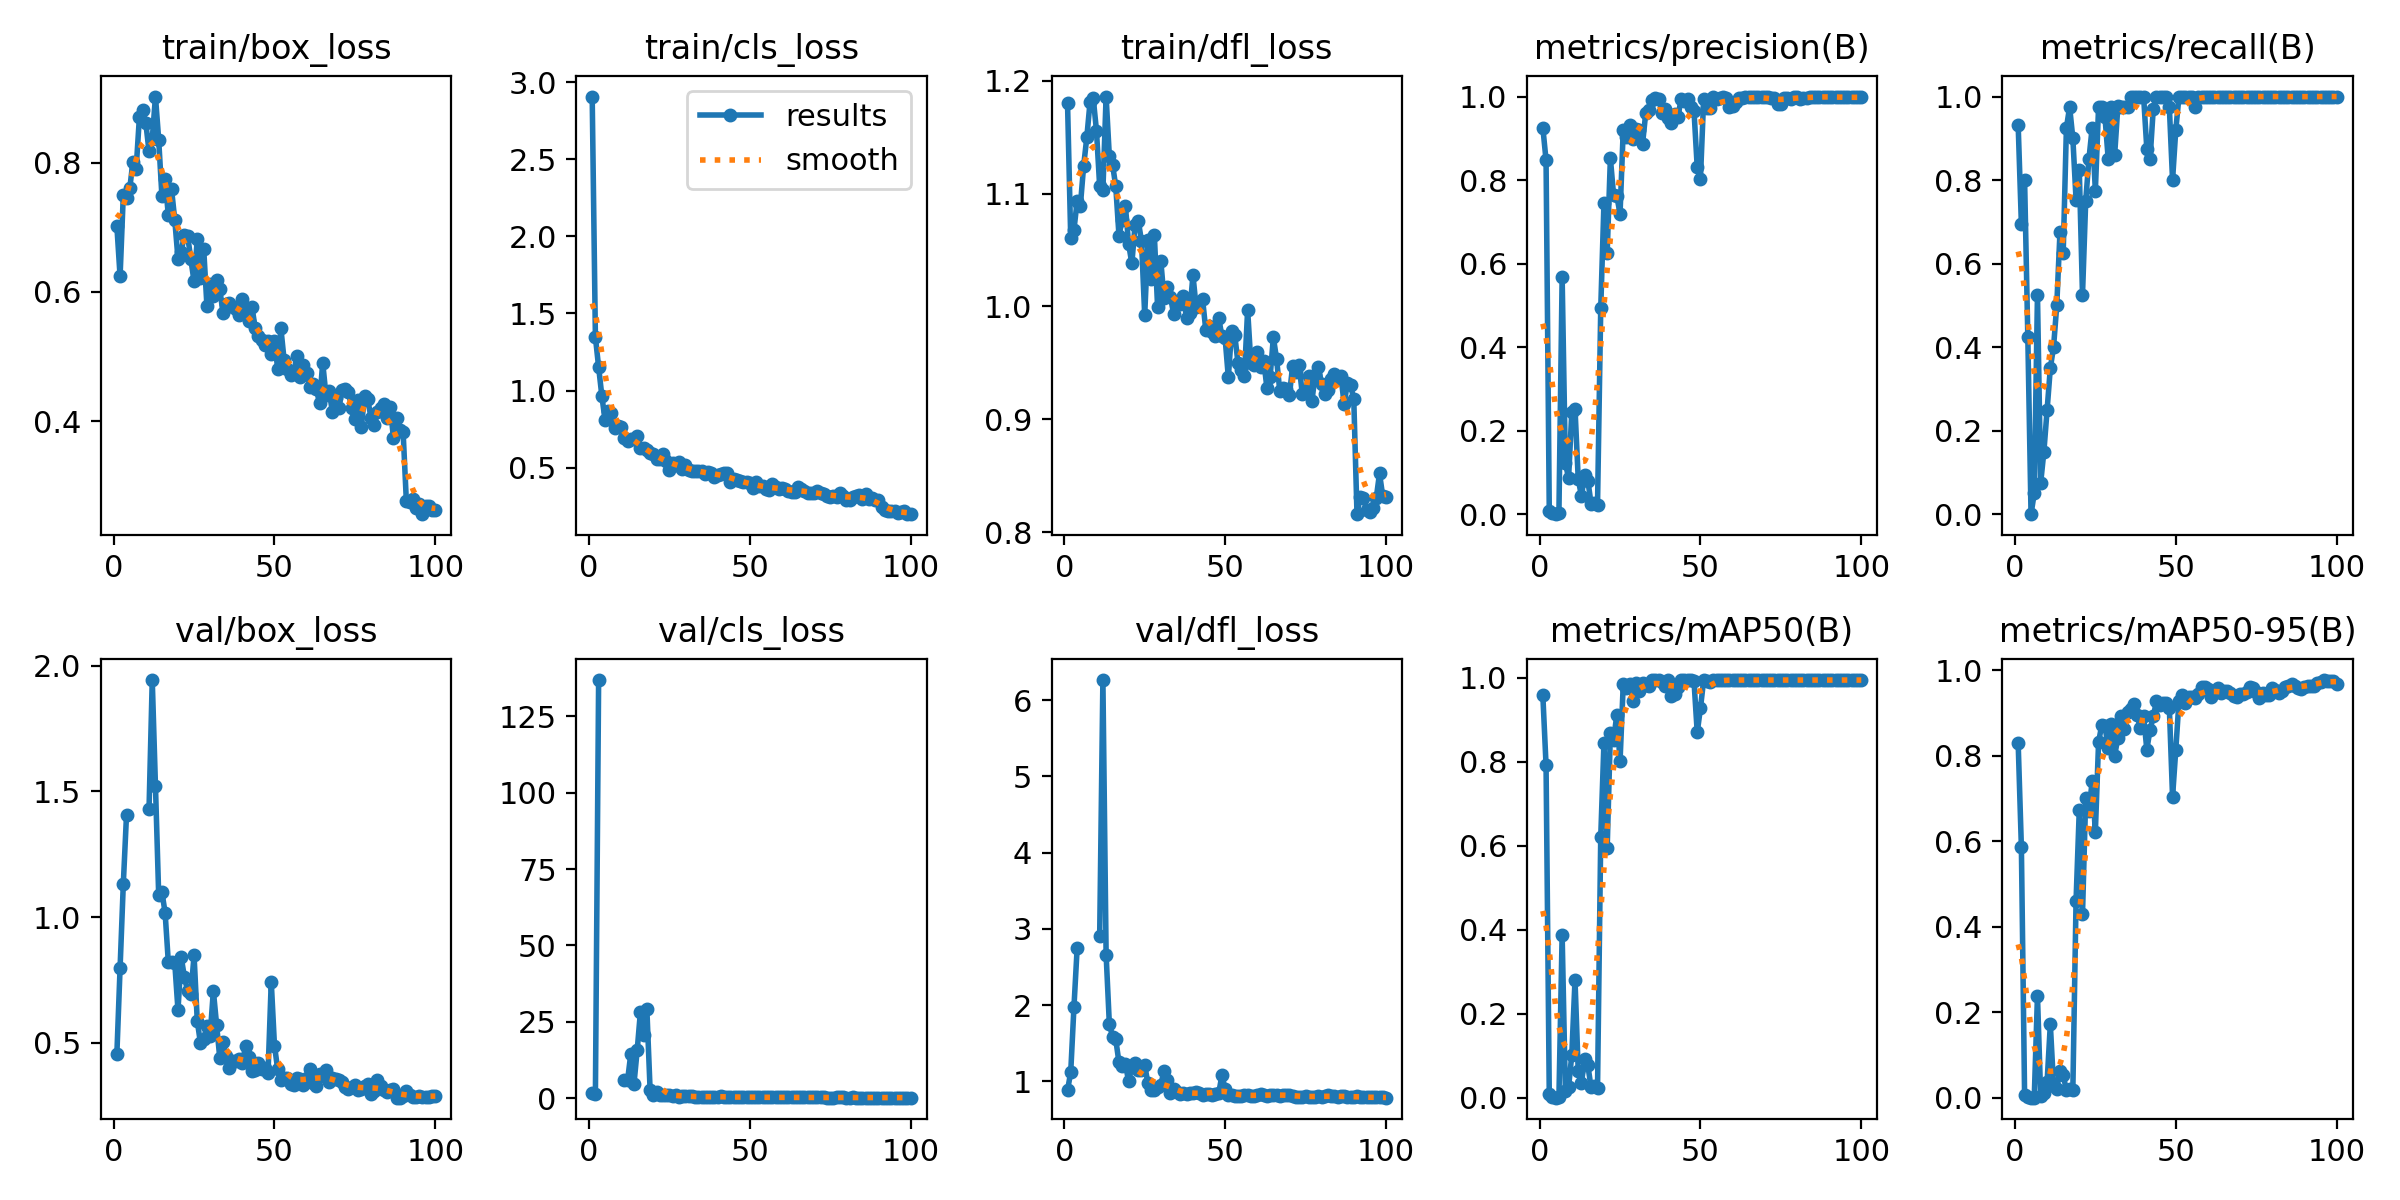 train/box_loss
0.8
0.6
0.4
0 50 100
train/cls_loss
3.0
2.5
2.0
1.5
1.0
0.5
0 50 100
results
smooth
train/dfl_loss
1.2
1.1
1.0
0.9
0.8
0 50 100
metrics/precision(B)
1.0
0.8
0.6
0.4
0.2
0.0
0 50 100
metrics/recall(B)
1.0
0.8
0.6
0.4
0.2
0.0
0 50 100
val/box_loss
2.0
1.5
1.0
0.5
0 50 100
val/cls_loss
125
100
75
50
25
0
0 50 100
val/dfl_loss
6
5
4
3
2
1
0 50 100
metrics/mAP50(B)
1.0
0.8
0.6
0.4
0.2
0.0
0 50 100
metrics/mAP50-95(B)
1.0
0.8
0.6
0.4
0.2
0.0
0 50 100